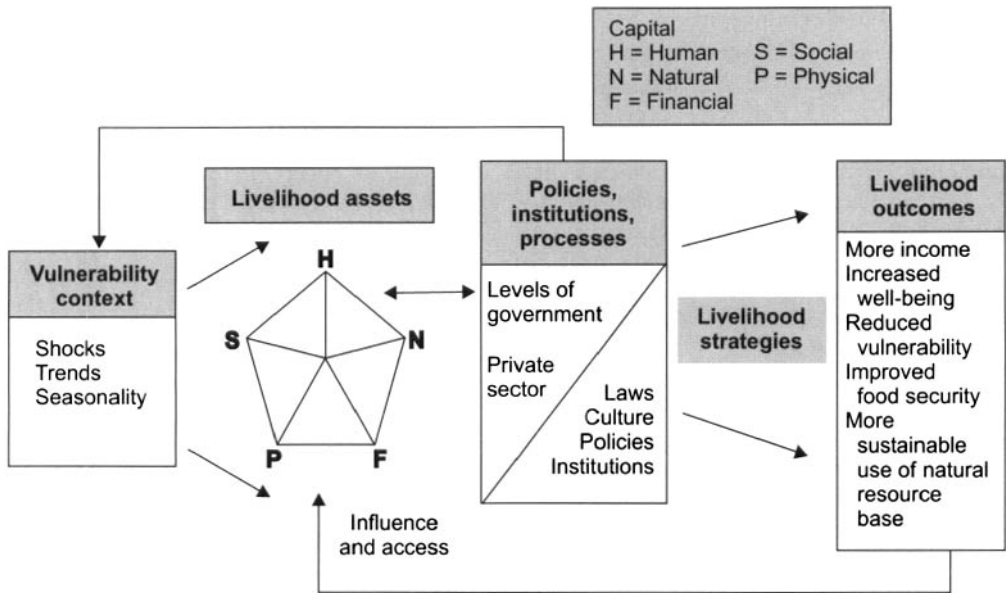 Capital
H = Human S = Social
N = Natural P = Physical
F = Financial
Livelihood assets
Policies,
institutions,
processes
Livelihood
outcomes
Vulnerability
context
Shocks
Trends
Seasonality
H
S
N
P
F
Influence
and access
Levels of
government
Private
sector
Laws
Culture
Policies
Institutions
Livelihood
strategies
More income
Increased
well-being
Reduced
vulnerability
Improved
food security
More
sustainable
use of natural
resource
base